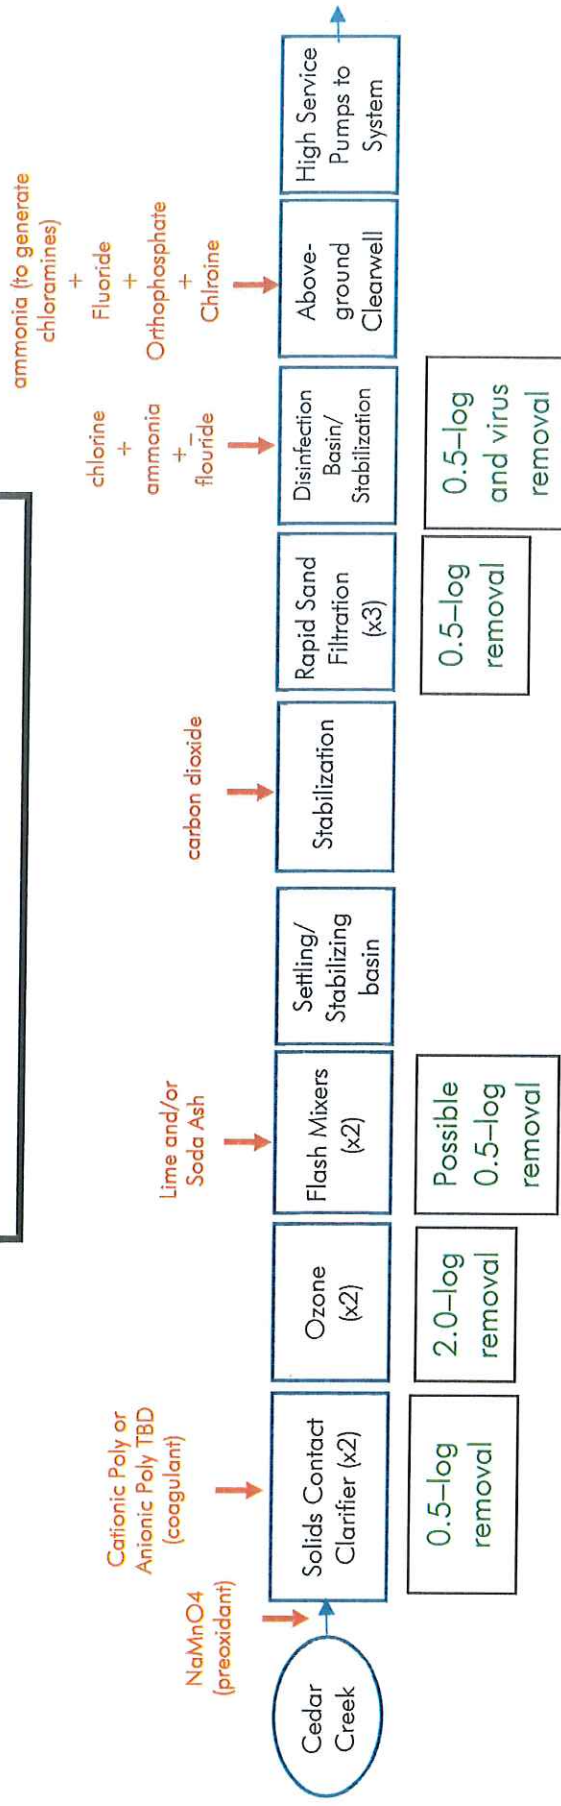 Cedar
Creek
NaMnO4
(preoxidant)
Cationic Poly or
Anionic Poly TBD
(coagulant)
Solids Contact
Clarifier (x2)
0.5–log
removal
Ozone
(x2)
2.0–log
removal
Lime and/or
Soda Ash
Flash Mixers
(x2)
Possible
0.5–log
removal
Settling/
Stabilizing
basin
carbon dioxide
Stabilization
Rapid Sand
Filtration
(x3)
0.5–log
removal
chlorine
+
ammonia
+
flouride
Disinfection
Basin/
Stabilization
0.5–log
and virus
removal
ammonia (to generate
chloramines)
+
Fluoride
+
Orthophosphate
+
Chlroine
Above-
ground
Clearwell
High Service
Pumps to
System